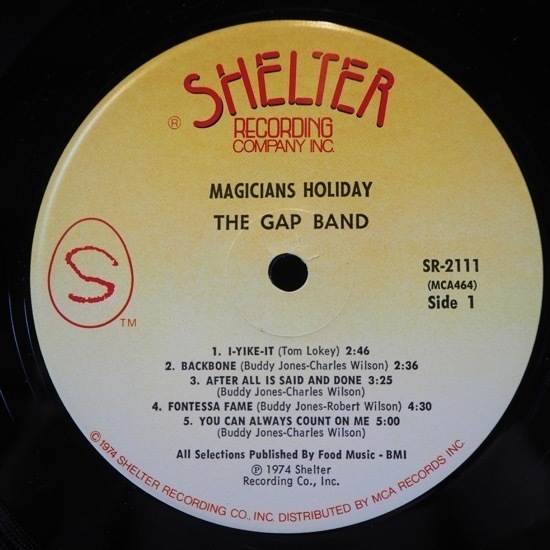 SHELTER
® RECORDING
COMPANY INC.
MAGICIANS HOLIDAY
THE GAP BAND
S
TM
SR-2111
(MCA464)
Side 1
1. I-YIKE-IT (Tom Lokey) 2:46
2. BACKBONE (Buddy Jones-Charles Wilson) 2:36
3. AFTER ALL IS SAID AND DONE 3:25
(Buddy Jones-Charles Wilson)
4. FONTESSA FAME (Buddy Jones-Robert Wilson) 4:30
5. YOU CAN ALWAYS COUNT ON ME 5:00
(Buddy Jones-Charles Wilson)
All Selections Published By Food Music - BMI
℗ 1974 Shelter
Recording Co., Inc.
©1974 SHELTER RECORDING CO., INC. DISTRIBUTED BY MCA RECORDS INC.